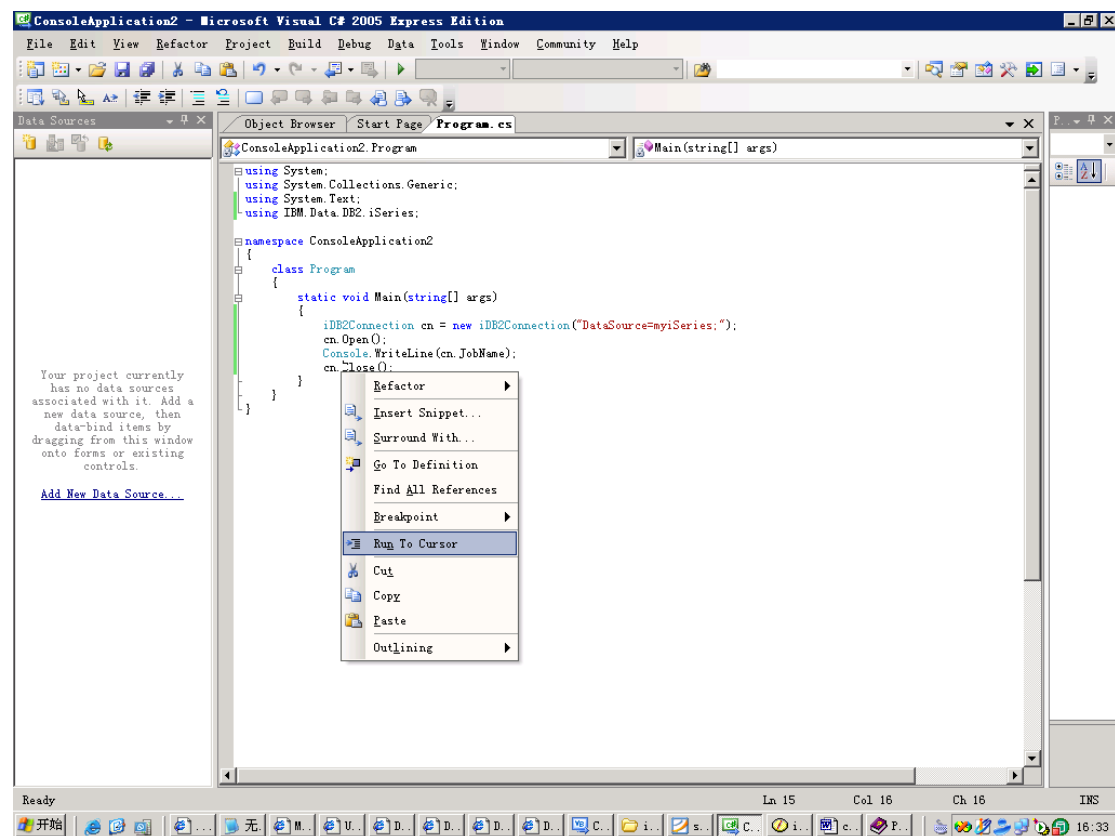 ConsoleApplication2 - Microsoft Visual C# 2005 Express Edition
File Edit View Refactor Project Build Debug Data Tools Window Community Help
Data Sources
Object Browser Start Page Program.cs
P..
ConsoleApplication2.Program
Main(string[] args)
using System;
using System.Collections.Generic;
using System.Text;
using IBM.Data.DB2.iSeries;
namespace ConsoleApplication2
{
class Program
{
static void Main(string[] args)
{
iDB2Connection cn = new iDB2Connection("DataSource=myiSeries;");
cn.Open();
Console.WriteLine(cn.JobName);
cn.Close();
}
}
}
Your project currently
has no data sources
associated with it. Add a
new data source, then
data-bind items by
dragging from this window
onto forms or existing
controls.
Add New Data Source...
Refactor
Insert Snippet...
Surround With...
Go To Definition
Find All References
Breakpoint
Run To Cursor
Cut
Copy
Paste
Outlining
Ready
Ln 15 Col 16 Ch 16 INS
开始 ... 无. M.. U.. D.. D.. D.. D.. C.. i.. s.. C.. i.. c.. P.. 16:33